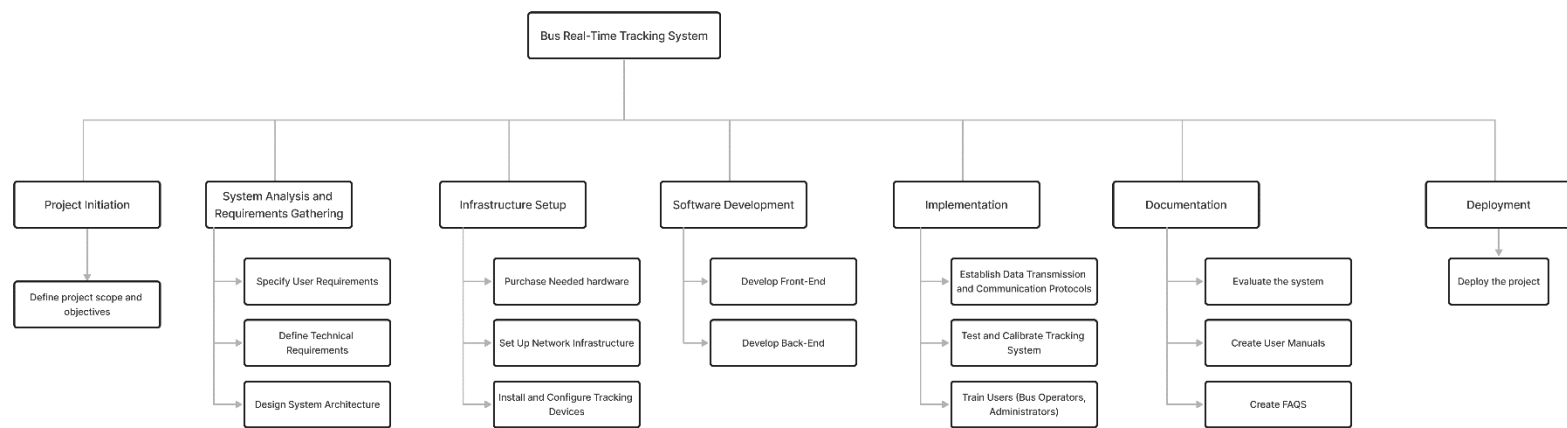 Bus Real-Time Tracking System
Project Initiation
System Analysis and
Requirements Gathering
Infrastructure Setup
Software Development
Implementation
Documentation
Deployment
Define project scope and
objectives
Specify User Requirements
Define Technical
Requirements
Design System Architecture
Purchase Needed hardware
Set Up Network Infrastructure
Install and Configure Tracking
Devices
Develop Front-End
Develop Back-End
Establish Data Transmission
and Communication Protocols
Test and Calibrate Tracking
System
Train Users (Bus Operators,
Administrators)
Evaluate the system
Create User Manuals
Create FAQS
Deploy the project